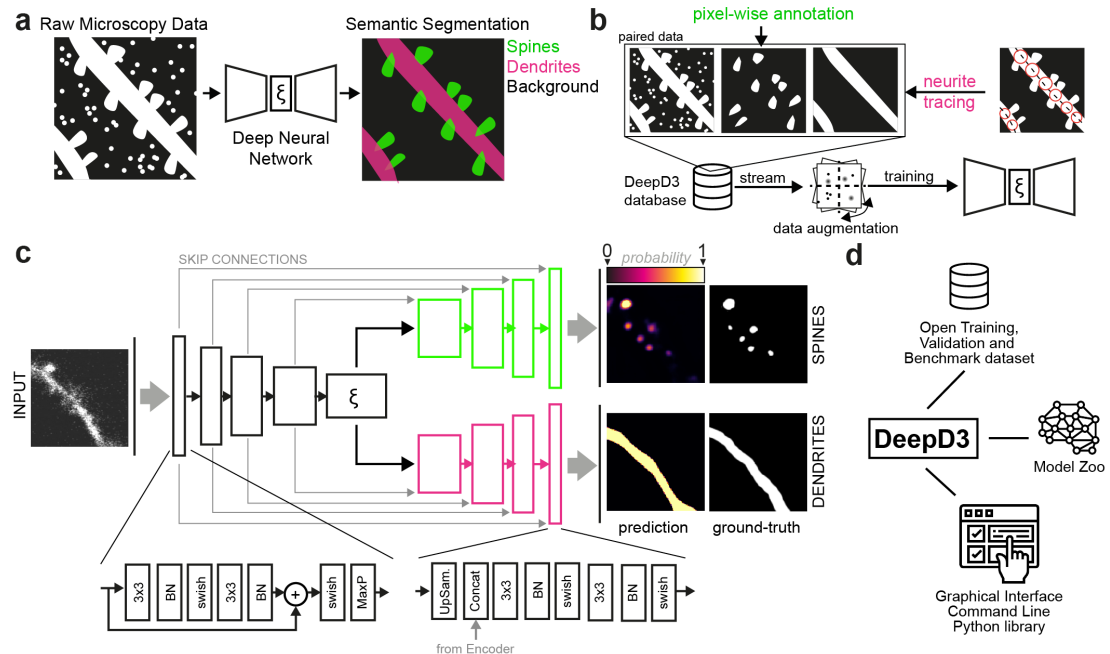 a
Raw Microscopy Data
Semantic Segmentation
Spines
Dendrites
Background
ξ
Deep Neural
Network
b
pixel-wise annotation
paired data
neurite
tracing
DeepD3
database
stream
data augmentation
training
ξ
c
SKIP CONNECTIONS
INPUT
ξ
0
probability
1
SPINES
DENDRITES
prediction
ground-truth
3x3
BN
swish
3x3
BN
+
swish
MaxP
UpSam.
Concat
3x3
BN
swish
3x3
BN
swish
from Encoder
d
Open Training,
Validation and
Benchmark dataset
DeepD3
Model Zoo
Graphical Interface
Command Line
Python library